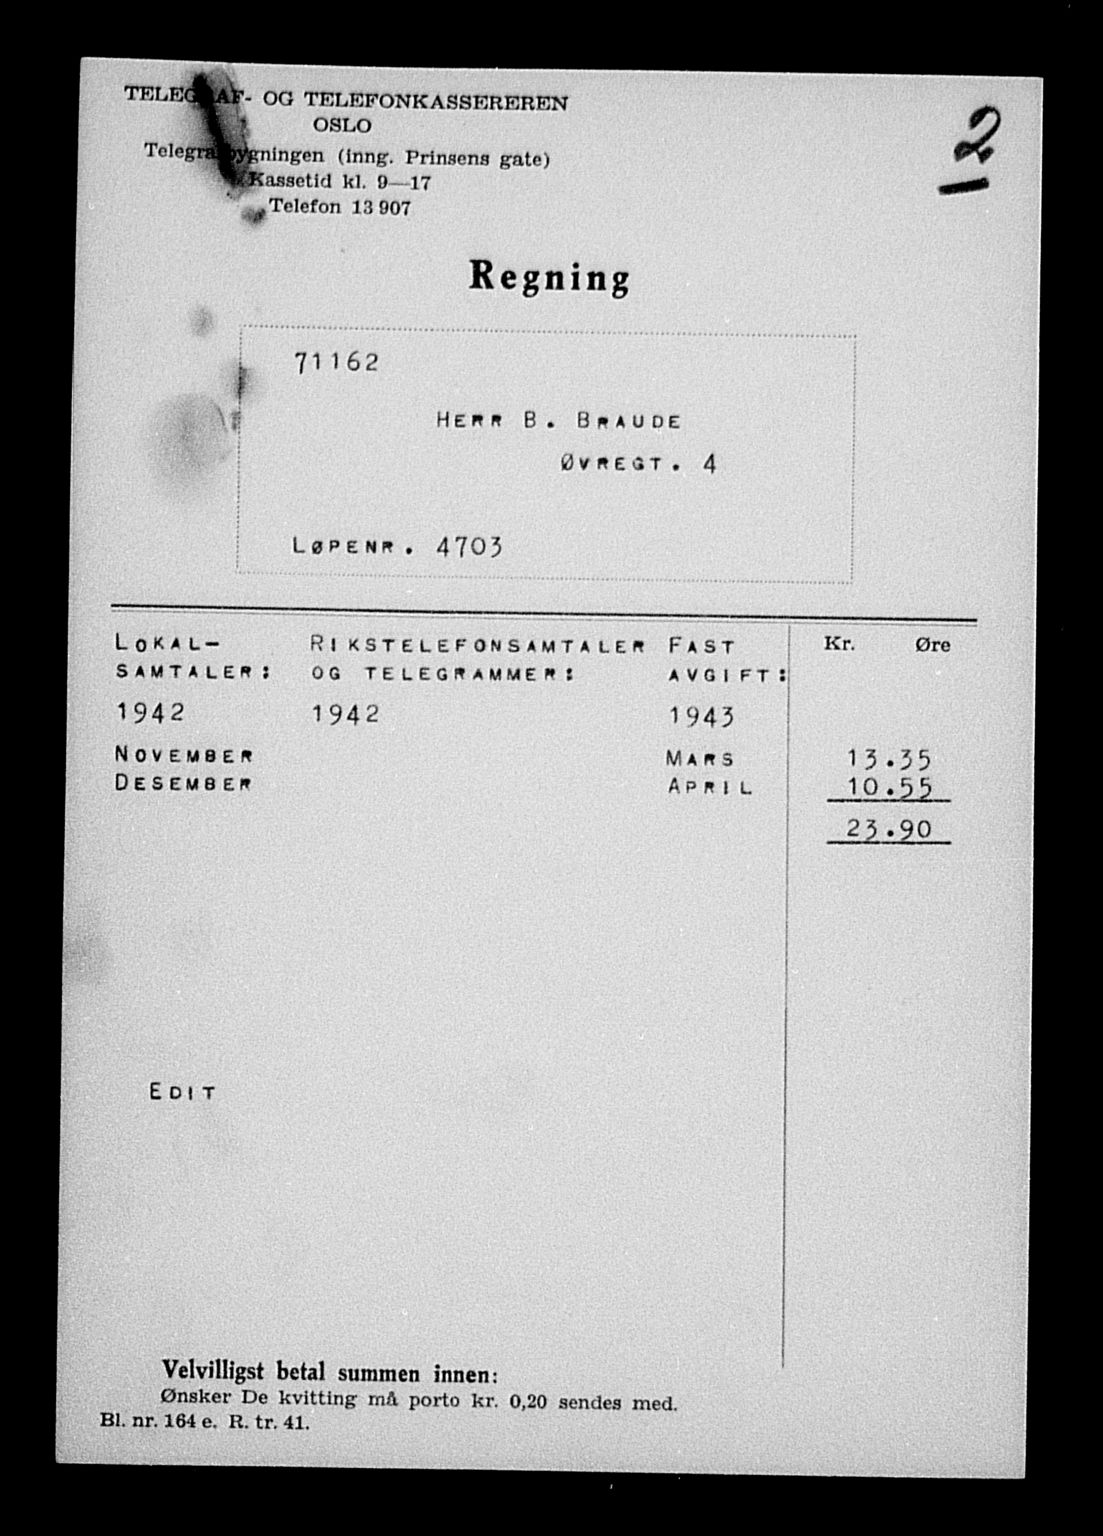 TELEGRAF- OG TELEFONKASSEREREN
OSLO
Telegrafbygningen (inng. Prinsens gate)
Kassetid kl. 9—17
Telefon 13 907
2
Regning
71162
HERR B. BRAUDE
ØVREGT. 4
LØPENR. 4703
LOKAL- RIKSTELEFONSAMTALER FAST Kr. Øre
SAMTALER: OG TELEGRAMMER: AVGIFT:
1942 1942 1943
NOVEMBER MARS 13.35
DESEMBER APRIL 10.55
23.90
EDIT
Velvilligst betal summen innen:
Ønsker De kvitting må porto kr. 0,20 sendes med.
Bl. nr. 164 e. R. tr. 41.